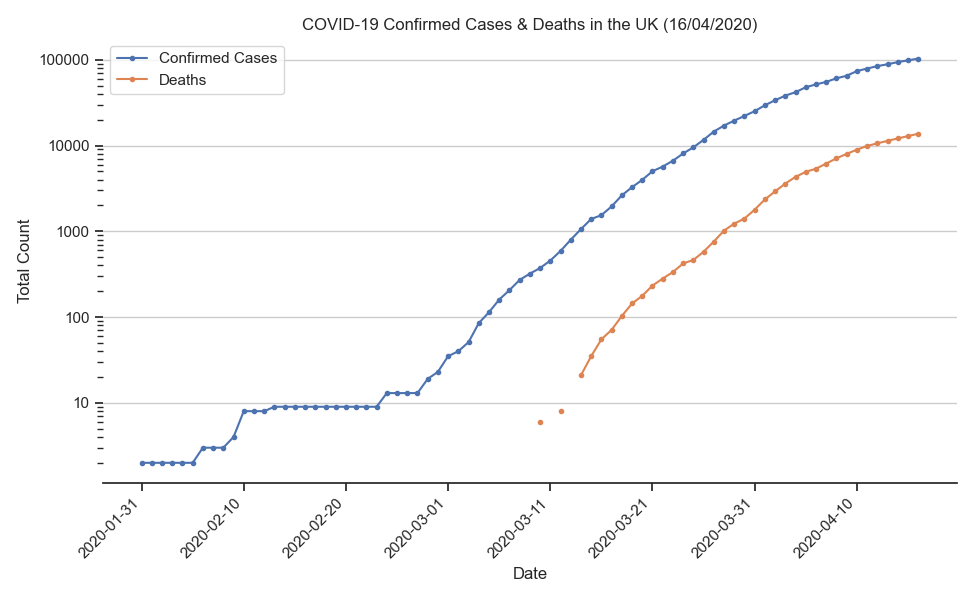 COVID-19 Confirmed Cases & Deaths in the UK (16/04/2020)
Confirmed Cases
Deaths
100000
10000
1000
100
10
Total Count
2020-01-31
2020-02-10
2020-02-20
2020-03-01
2020-03-11
2020-03-21
2020-03-31
2020-04-10
Date